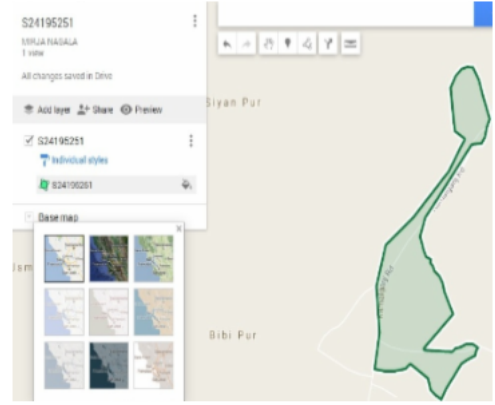 S24195251
MIRJA NAGALA
1 view
All changes saved in Drive
Add layer Share Preview
S24195251
Individual styles
S24195251
Base map
Siyan Pur
Ism
Bibi Pur